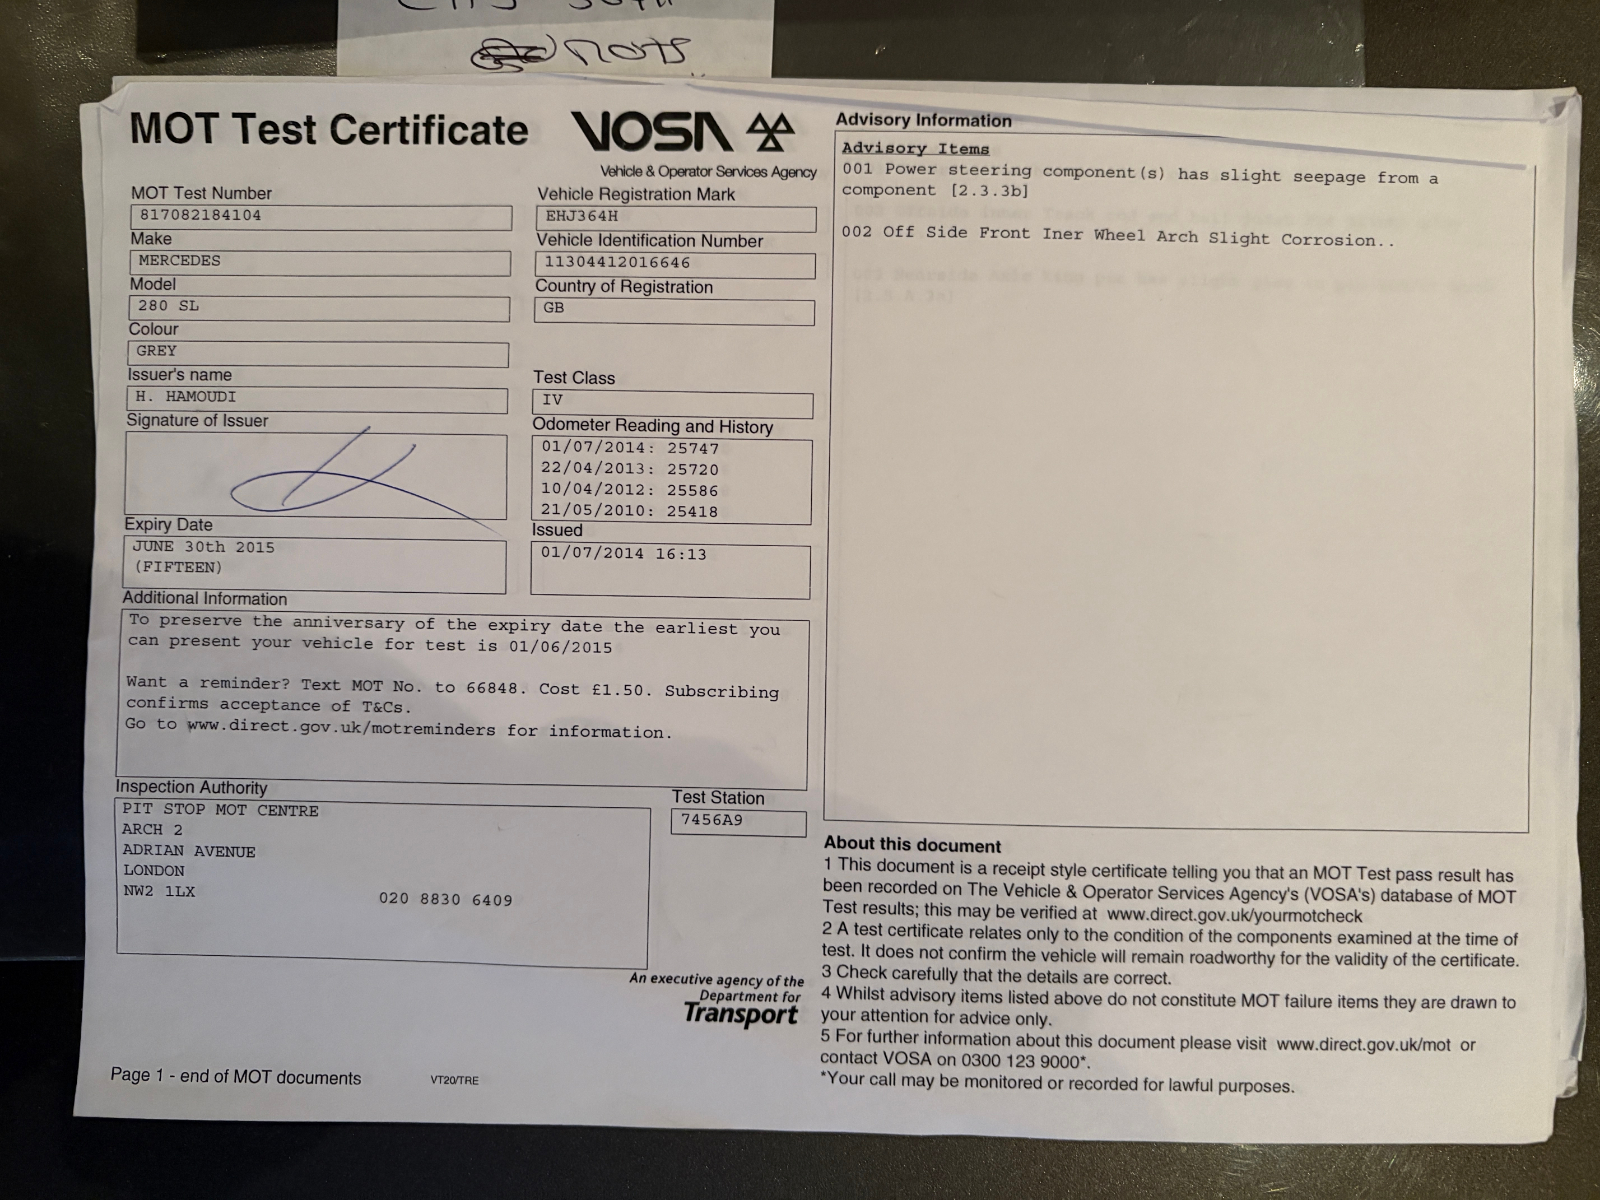 MOTS
MOT Test Certificate
VOSA
Vehicle & Operator Services Agency
MOT Test Number
817082184104
Vehicle Registration Mark
EHJ364H
Make
MERCEDES
Vehicle Identification Number
11304412016646
Model
280 SL
Country of Registration
GB
Colour
GREY
Issuer's name
H. HAMOUDI
Test Class
IV
Signature of Issuer
Odometer Reading and History
01/07/2014: 25747
22/04/2013: 25720
10/04/2012: 25586
21/05/2010: 25418
Expiry Date
JUNE 30th 2015
(FIFTEEN)
Issued
01/07/2014 16:13
Additional Information
To preserve the anniversary of the expiry date the earliest you
can present your vehicle for test is 01/06/2015
Want a reminder? Text MOT No. to 66848. Cost £1.50. Subscribing
confirms acceptance of T&Cs.
Go to www.direct.gov.uk/motreminders for information.
Inspection Authority
PIT STOP MOT CENTRE
ARCH 2
ADRIAN AVENUE
LONDON
NW2 1LX 020 8830 6409
Test Station
7456A9
An executive agency of the
Department for
Transport
Page 1 - end of MOT documents VT20/TRE
Advisory Information
Advisory Items
001 Power steering component(s) has slight seepage from a
component [2.3.3b]
002 Off Side Front Iner Wheel Arch Slight Corrosion..
About this document
1 This document is a receipt style certificate telling you that an MOT Test pass result has
been recorded on The Vehicle & Operator Services Agency's (VOSA's) database of MOT
Test results; this may be verified at www.direct.gov.uk/yourmotcheck
2 A test certificate relates only to the condition of the components examined at the time of
test. It does not confirm the vehicle will remain roadworthy for the validity of the certificate.
3 Check carefully that the details are correct.
4 Whilst advisory items listed above do not constitute MOT failure items they are drawn to
your attention for advice only.
5 For further information about this document please visit www.direct.gov.uk/mot or
contact VOSA on 0300 123 9000*.
*Your call may be monitored or recorded for lawful purposes.